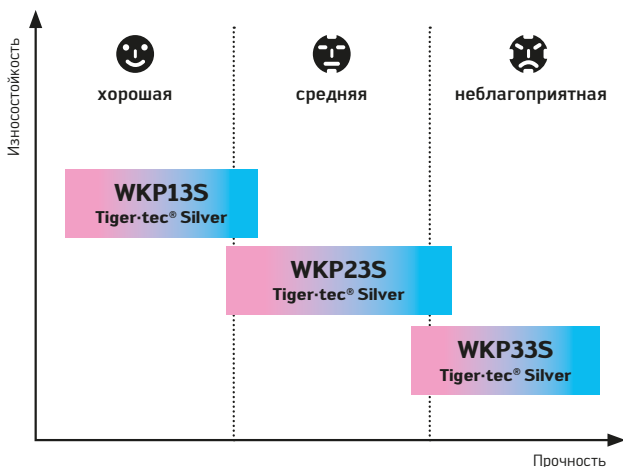 Износостойкость
хорошая
средняя
неблагоприятная
WKP13S
Tiger·tec® Silver
WKP23S
Tiger·tec® Silver
WKP33S
Tiger·tec® Silver
Прочность